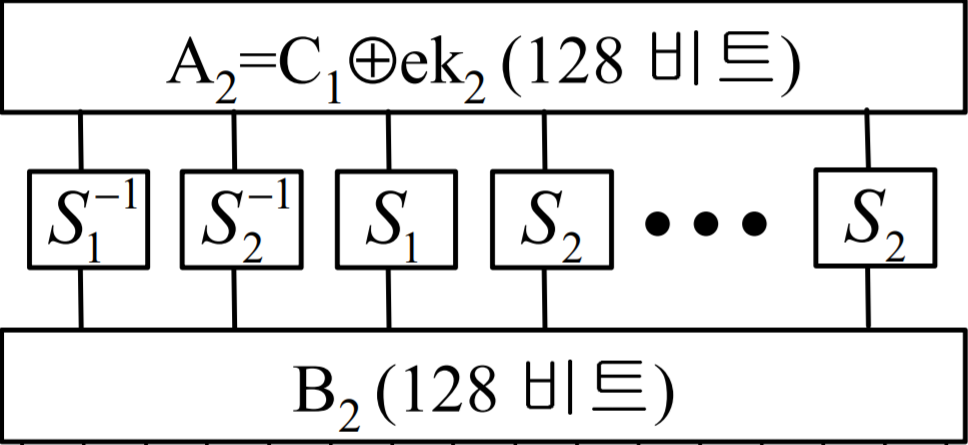 A₂=C₁⊕ek₂ (128 비트)
S₁⁻¹ S₂⁻¹ S₁ S₂ ••• S₂
B₂ (128 비트)